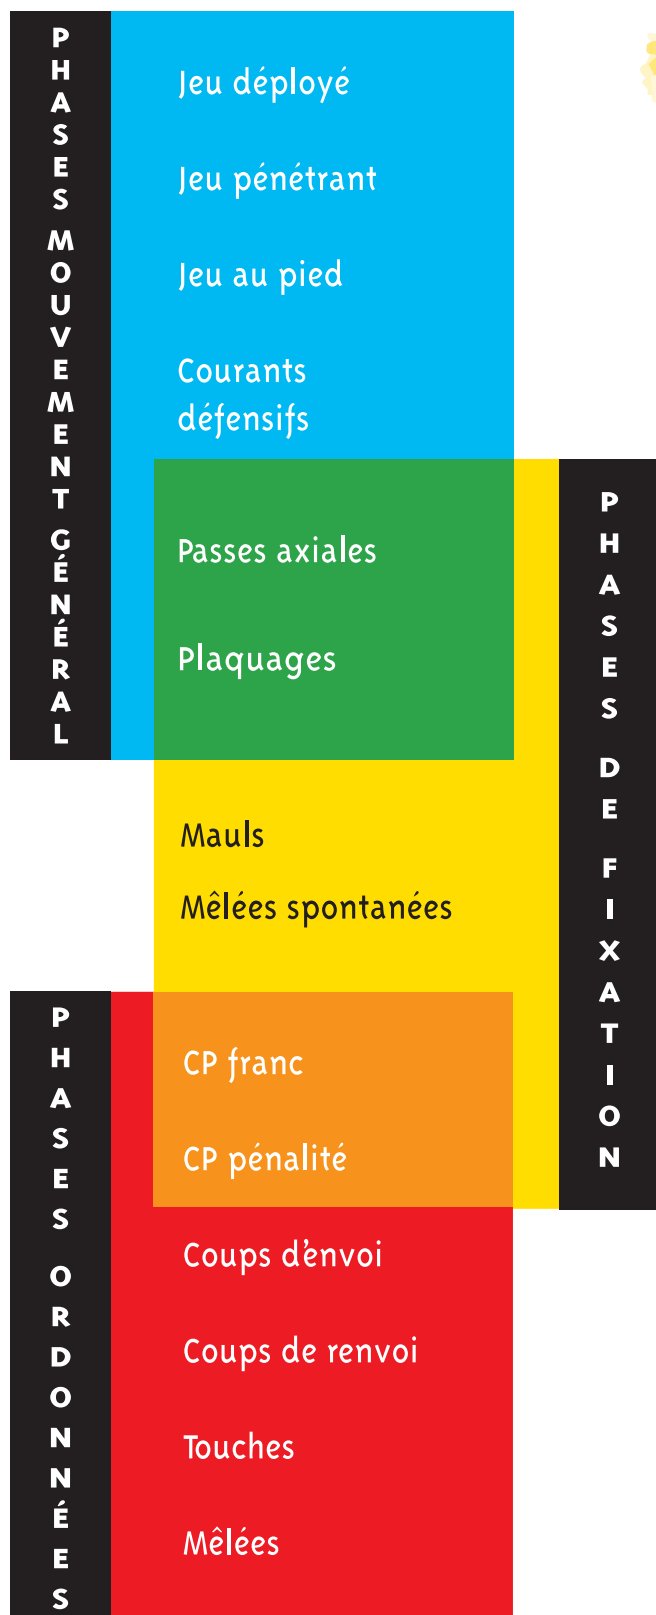 PHASES MOUVEMENT GÉNÉRAL
Jeu déployé
Jeu pénétrant
Jeu au pied
Courants
défensifs
Passes axiales
Plaquages
PHASES DE FIXATION
Mauls
Mêlées spontanées
PHASES ORDONNÉES
CP franc
CP pénalité
Coups d'envoi
Coups de renvoi
Touches
Mêlées